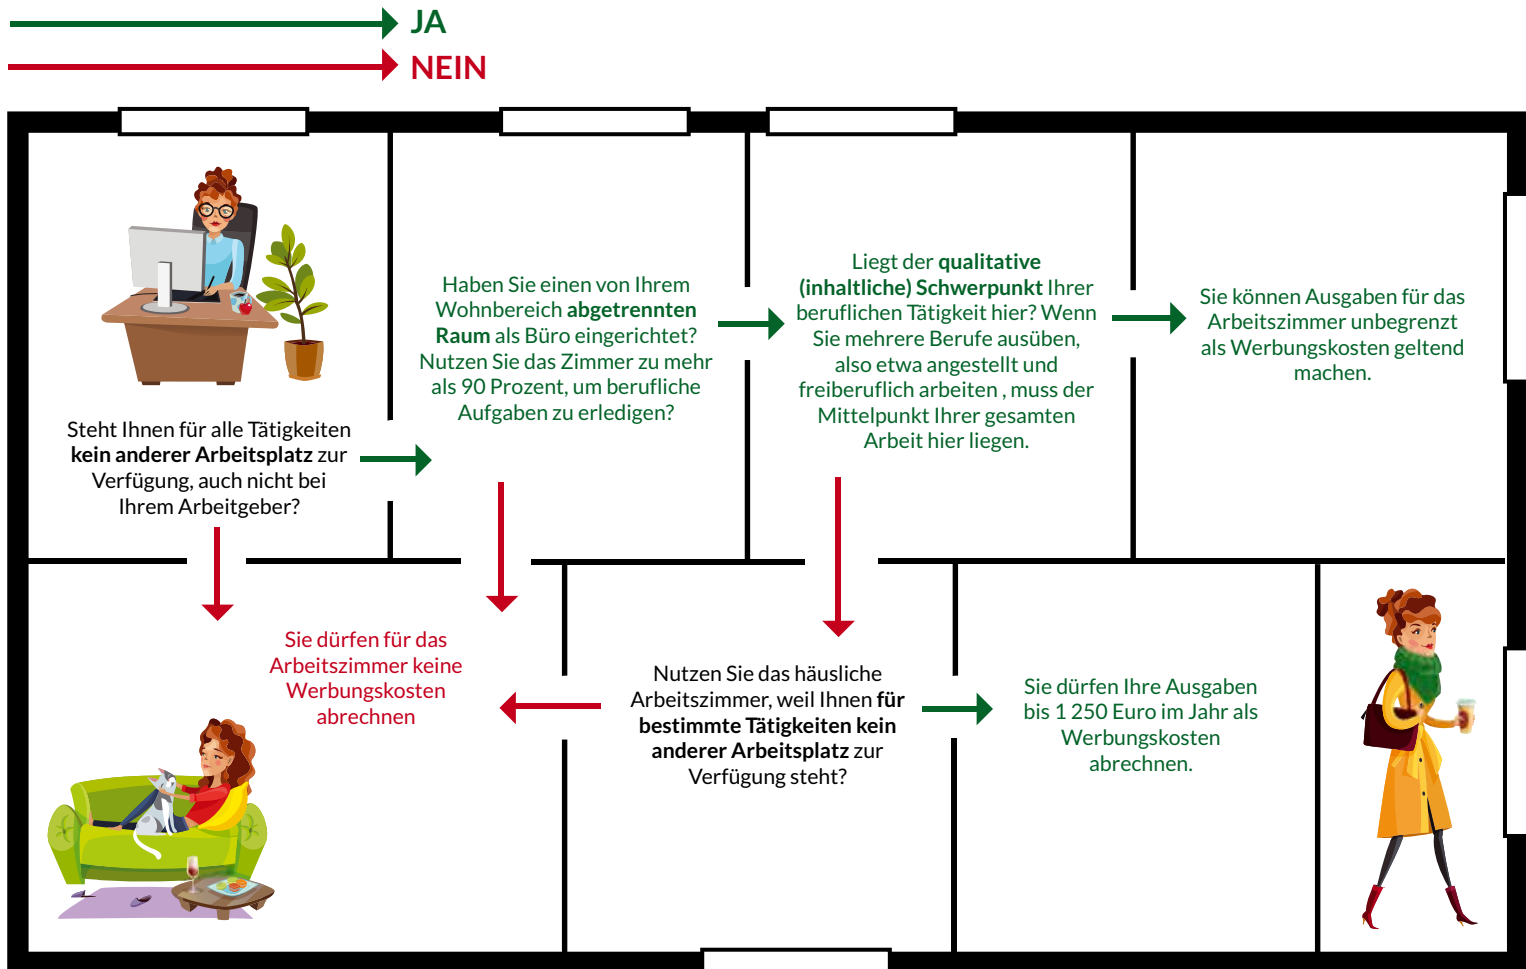 JA
NEIN
Steht Ihnen für alle Tätigkeiten
kein anderer Arbeitsplatz zur
Verfügung, auch nicht bei
Ihrem Arbeitgeber?
Haben Sie einen von Ihrem
Wohnbereich abgetrennten
Raum als Büro eingerichtet?
Nutzen Sie das Zimmer zu mehr
als 90 Prozent, um berufliche
Aufgaben zu erledigen?
Liegt der qualitative
(inhaltliche) Schwerpunkt Ihrer
beruflichen Tätigkeit hier? Wenn
Sie mehrere Berufe ausüben,
also etwa angestellt und
freiberuflich arbeiten , muss der
Mittelpunkt Ihrer gesamten
Arbeit hier liegen.
Sie können Ausgaben für das
Arbeitszimmer unbegrenzt
als Werbungskosten geltend
machen.
Sie dürfen für das
Arbeitszimmer keine
Werbungskosten
abrechnen
Nutzen Sie das häusliche
Arbeitszimmer, weil Ihnen für
bestimmte Tätigkeiten kein
anderer Arbeitsplatz zur
Verfügung steht?
Sie dürfen Ihre Ausgaben
bis 1 250 Euro im Jahr als
Werbungskosten
abrechnen.